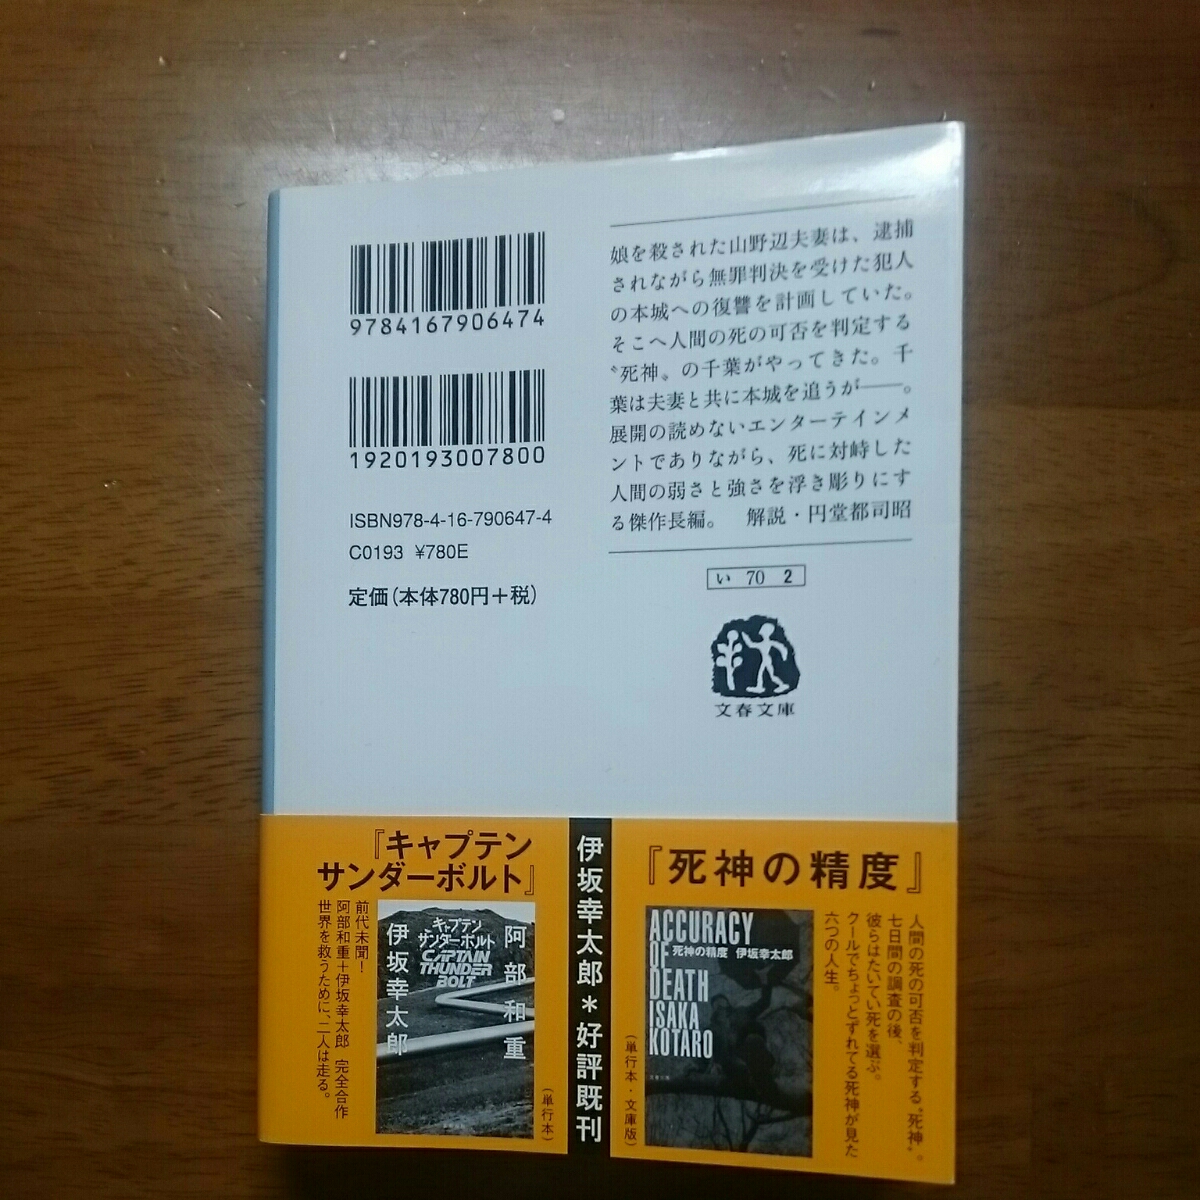 9784167906474
1920193007800
ISBN978-4-16-790647-4
C0193 ¥780E
定価(本体780円+税)
娘を殺された山野辺夫妻は、逮捕
されながら無罪判決を受けた犯人
の本城への復讐を計画していた。
そこへ人間の死の可否を判定する
〝死神〟の千葉がやってきた。千
葉は夫妻と共に本城を追うが――。
展開の読めないエンターテインメ
ントでありながら、死に対峙した
人間の弱さと強さを浮き彫りにす
る傑作長編。 解説・円堂都司昭
い 70 2
文春文庫
伊坂幸太郎*好評既刊
『死神の精度』
人間の死の可否を判定する〝死神〟。
七日間の調査の後、
彼らはたいてい死を選ぶ。
クールでちょっとずれてる死神が見た
六つの人生。
ACCURACY
OF
死神の精度 伊坂幸太郎
DEATH
ISAKA
KOTARO
(単行本・文庫版)
『キャプテン
サンダーボルト』
阿部和重
キャプテン
サンダーボルト
CAPTAIN
THUNDER
BOLT
伊坂幸太郎
前代未聞!
阿部和重+伊坂幸太郎 完全合作
世界を救うために、二人は走る。
(単行本)